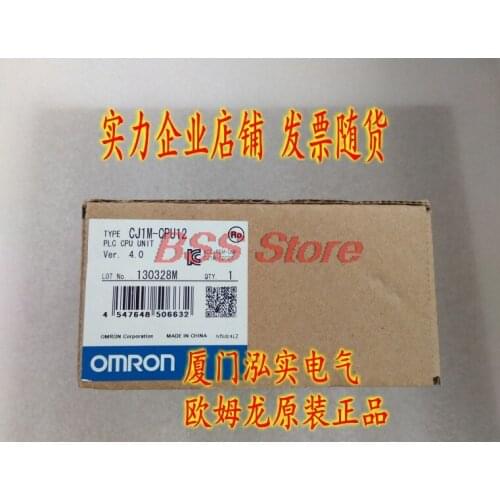 实力企业店铺 发票随货
TYPE CJ1M-CPU12
PLC CPU UNIT
Ver. 4.0
BSS Store
LOT No. 130328M QTY. 1
4 547648 506632
OMRON Corporation MADE IN CHINA
OMRON
厦门泓实电气
欧姆龙原装正品